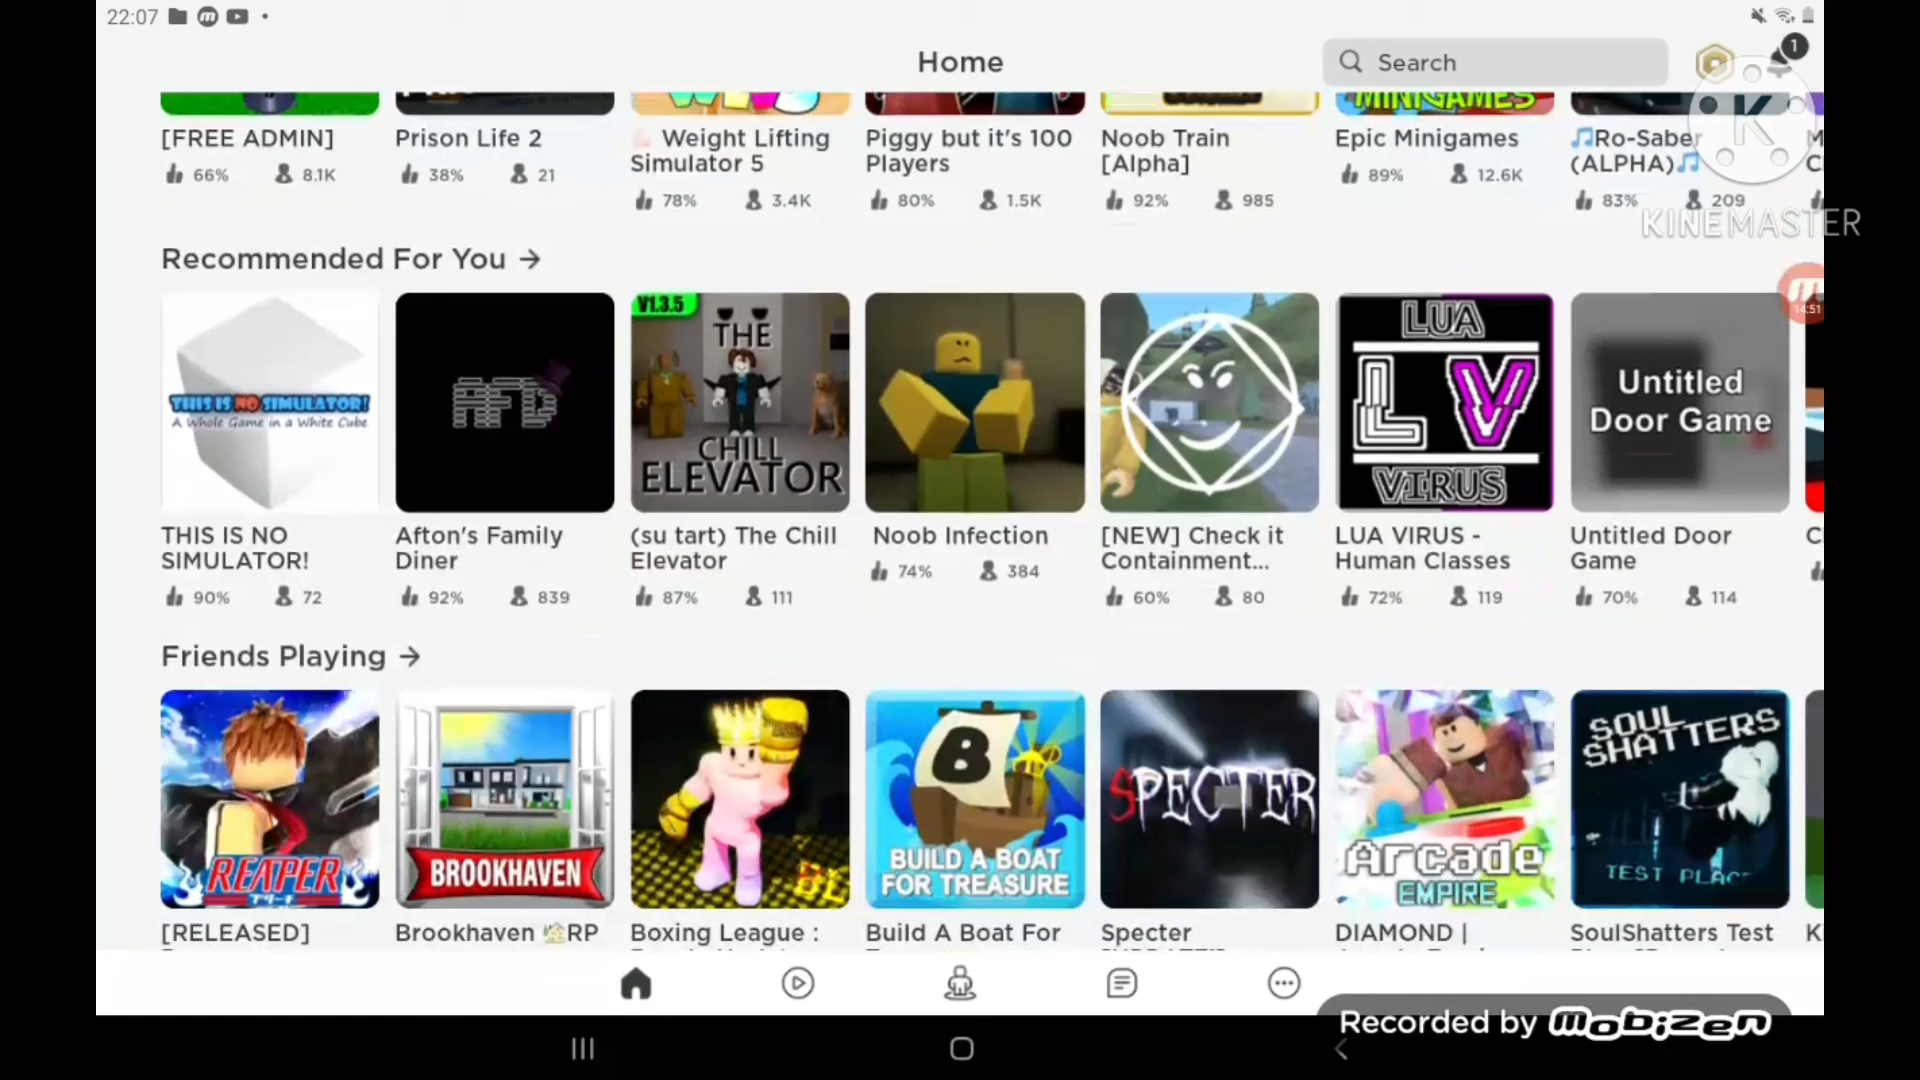 22:07
Home
Search
1
MINIGAMES
[FREE ADMIN]
66% 8.1K
Prison Life 2
38% 21
Weight Lifting
Simulator 5
78% 3.4K
Piggy but it's 100
Players
80% 1.5K
Noob Train
[Alpha]
92% 985
Epic Minigames
89% 12.6K
Ro-Saber
(ALPHA)
83% 209
K
KINEMASTER
14:51
Recommended For You →
THIS IS NO SIMULATOR!
A Whole Game in a White Cube
AFD
V1.3.5
THE
CHILL
ELEVATOR
LUA
LV
VIRUS
Untitled
Door Game
THIS IS NO
SIMULATOR!
90% 72
Afton's Family
Diner
92% 839
(su tart) The Chill
Elevator
87% 111
Noob Infection
74% 384
[NEW] Check it
Containment...
60% 80
LUA VIRUS -
Human Classes
72% 119
Untitled Door
Game
70% 114
Friends Playing →
REAPER
BROOKHAVEN
BL
B
BUILD A BOAT
FOR TREASURE
SPECTER
Arcade
EMPIRE
SOUL
SHATTERS
TEST PLAC
[RELEASED]
Brookhaven RP
Boxing League :
Build A Boat For
Specter
DIAMOND |
SoulShatters Test
Recorded by mobizen